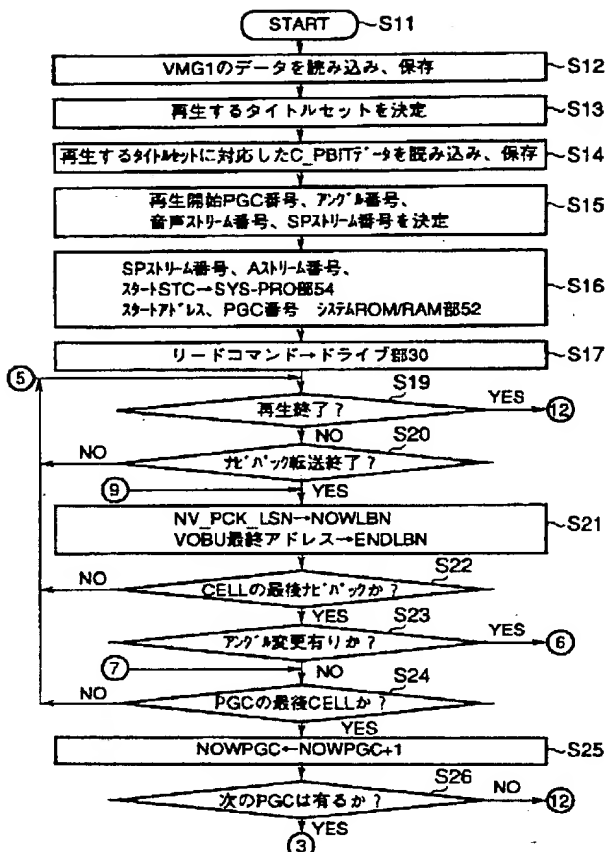 START
S11
VMG1のデータを読み込み、保存
S12
再生するタイトルセットを決定
S13
再生するﾀｲﾄﾙｾｯﾄに対応したC_PBITﾃﾞｰﾀを読み込み、保存
S14
再生開始PGC番号、ｱﾝｸﾞﾙ番号、
音声ｽﾄﾘｰﾑ番号、SPｽﾄﾘｰﾑ番号を決定
S15
SPｽﾄﾘｰﾑ番号、Aｽﾄﾘｰﾑ番号、
ｽﾀｰﾄSTC→SYS-PRO部54
ｽﾀｰﾄｱﾄﾞﾚｽ、PGC番号 ｼｽﾃﾑROM/RAM部52
S16
リードコマンド→ドライブ部30
S17
⑤
S19
再生終了？
YES
⑫
NO
S20
NO
ﾅﾋﾞﾊﾟｯｸ転送終了？
⑨
YES
NV_PCK_LSN→NOWLBN
VOBU最終アドレス→ENDLBN
S21
S22
NO
CELLの最後ﾅﾋﾞﾊﾟｯｸか？
YES
S23
ｱﾝｸﾞﾙ変更有りか？
YES
⑥
⑦
NO
S24
NO
PGCの最後CELLか？
YES
NOWPGC←NOWPGC+1
S25
S26
次のPGCは有るか？
NO
⑫
YES
③